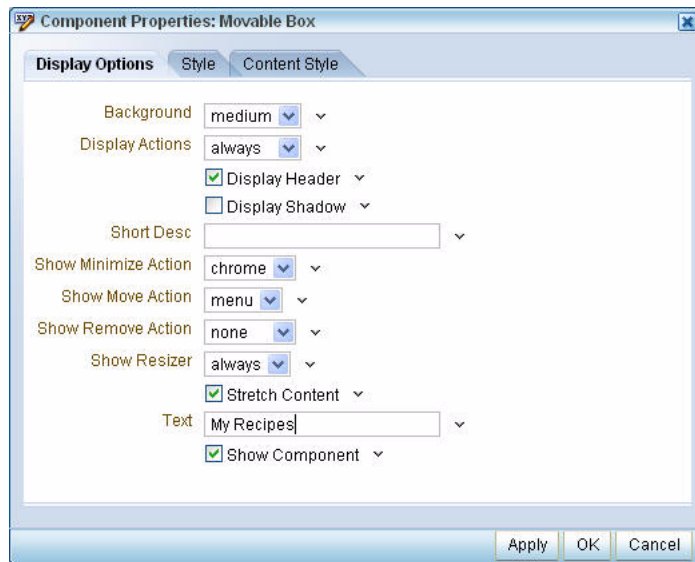 Component Properties: Movable Box
Display Options Style Content Style
Background medium
Display Actions always
Display Header
Display Shadow
Short Desc
Show Minimize Action chrome
Show Move Action menu
Show Remove Action none
Show Resizer always
Stretch Content
Text My Recipes
Show Component
Apply OK Cancel